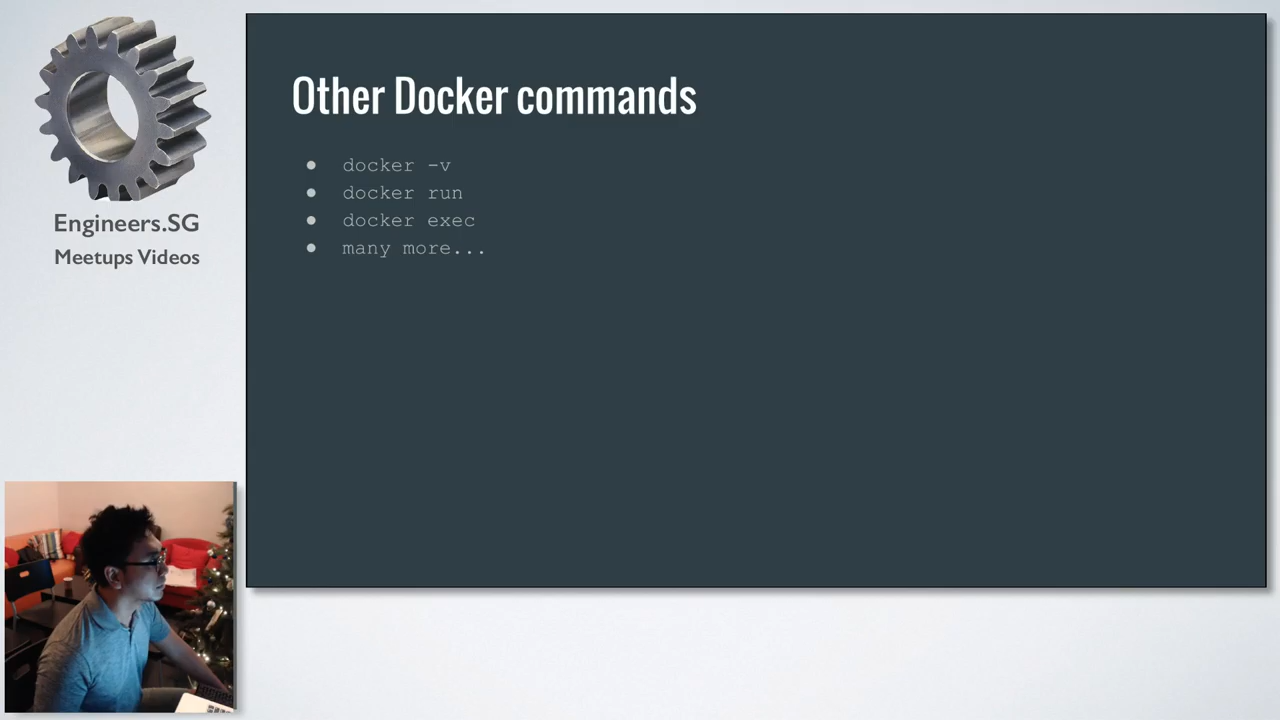 Engineers.SG
Meetups Videos
Other Docker commands
● docker -v
● docker run
● docker exec
● many more...